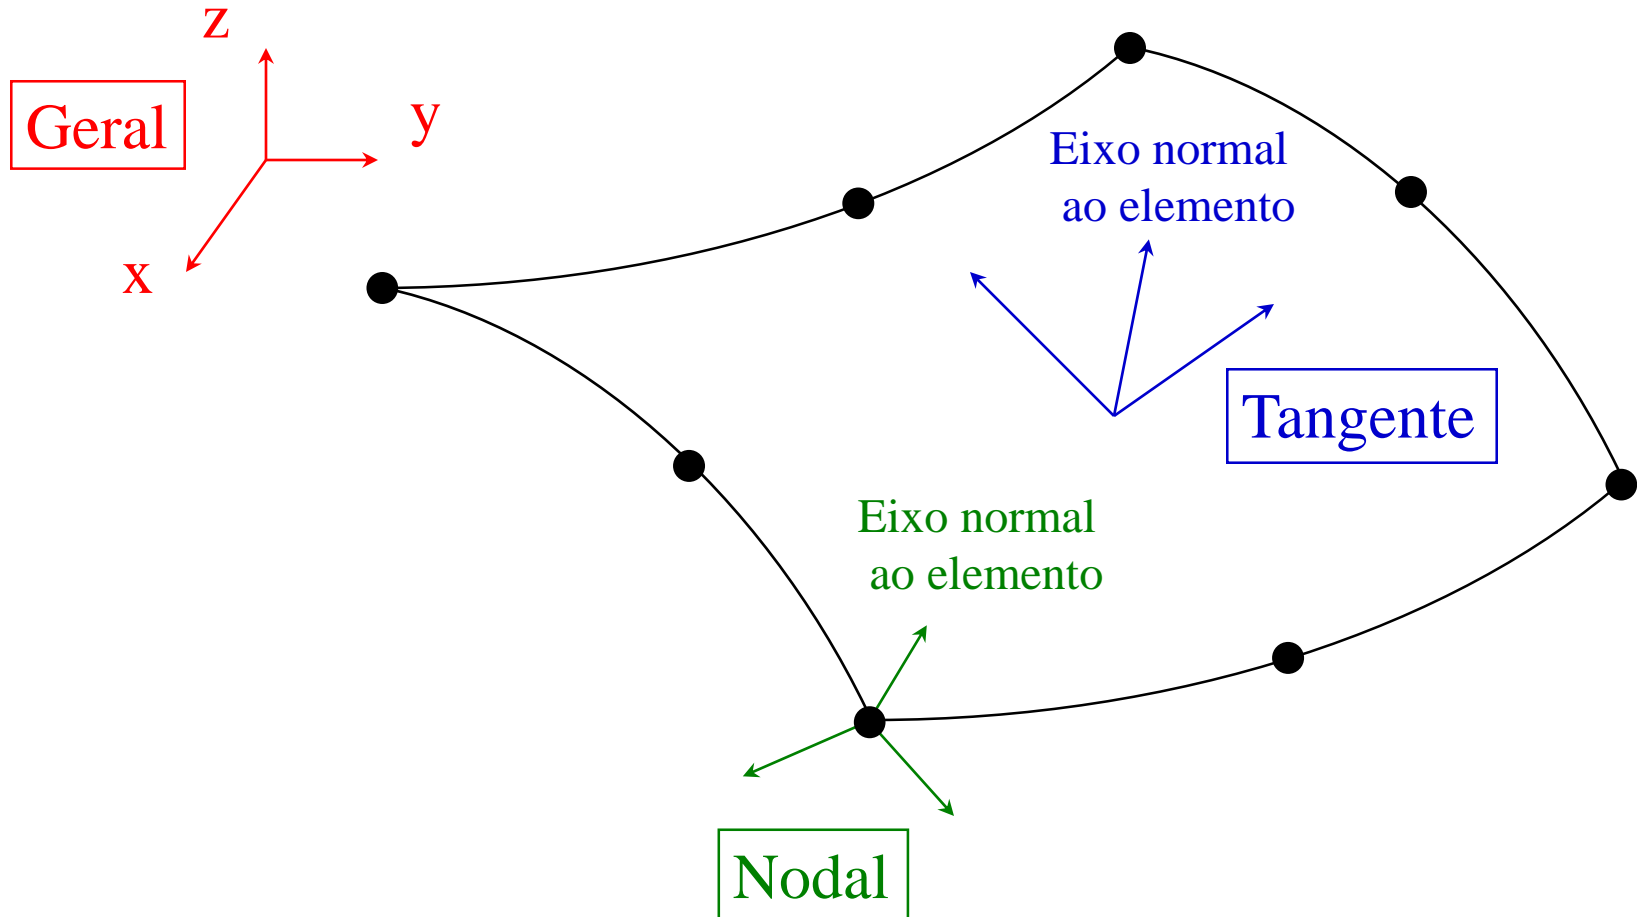 z
Geral
y
x
Eixo normal
ao elemento
Tangente
Eixo normal
ao elemento
Nodal